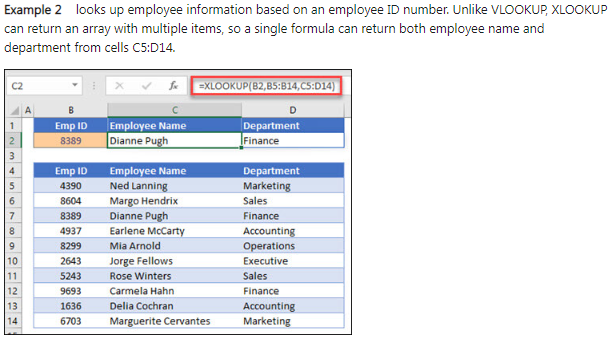 Example 2 looks up employee information based on an employee ID number. Unlike VLOOKUP, XLOOKUP
can return an array with multiple items, so a single formula can return both employee name and
department from cells C5:D14.
C2 fx =XLOOKUP(B2,B5:B14,C5:D14)
A B C D
1 Emp ID Employee Name Department
2 8389 Dianne Pugh Finance
3
4 Emp ID Employee Name Department
5 4390 Ned Lanning Marketing
6 8604 Margo Hendrix Sales
7 8389 Dianne Pugh Finance
8 4937 Earlene McCarty Accounting
9 8299 Mia Arnold Operations
10 2643 Jorge Fellows Executive
11 5243 Rose Winters Sales
12 9693 Carmela Hahn Finance
13 1636 Delia Cochran Accounting
14 6703 Marguerite Cervantes Marketing